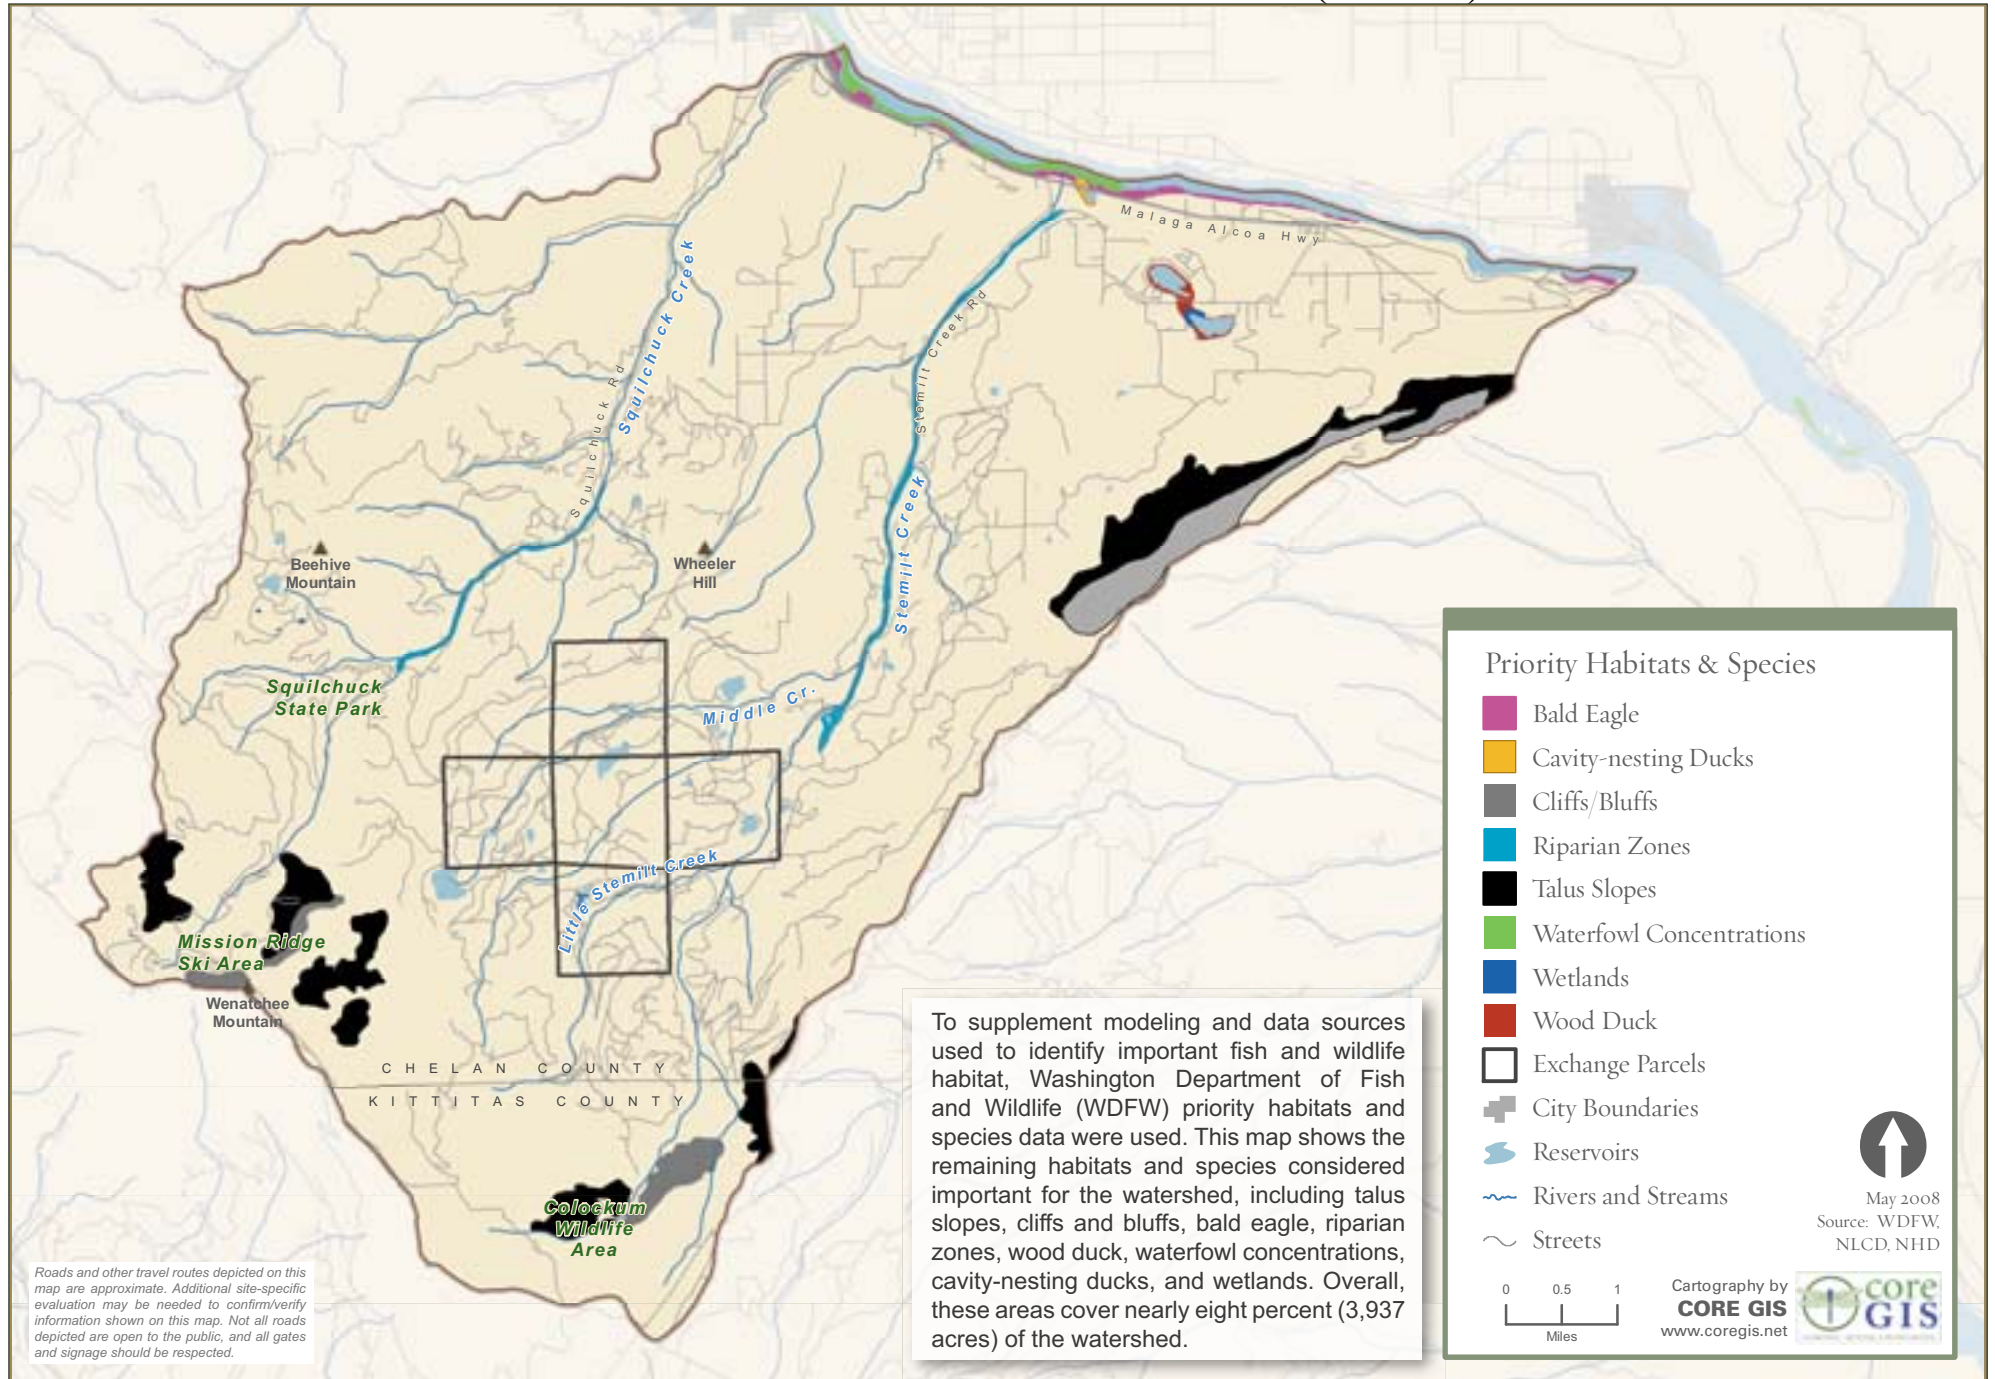 Malaga Alcoa Hwy
Squilchuck Creek
Squilchuck Rd
Stemilt Creek Rd
Stemilt Creek
Beehive
Mountain
Wheeler
Hill
Squilchuck
State Park
Middle Cr.
Little Stemilt Creek
Mission Ridge
Ski Area
Wenatchee
Mountain
CHELAN COUNTY
KITTITAS COUNTY
Colockum
Wildlife
Area
Priority Habitats & Species
Bald Eagle
Cavity-nesting Ducks
Cliffs/Bluffs
Riparian Zones
Talus Slopes
Waterfowl Concentrations
Wetlands
Wood Duck
Exchange Parcels
City Boundaries
Reservoirs
Rivers and Streams
Streets
May 2008
Source: WDFW,
NLCD, NHD
0 0.5 1
Miles
Cartography by
CORE GIS
www.coregis.net
core
GIS
To supplement modeling and data sources
used to identify important fish and wildlife
habitat, Washington Department of Fish
and Wildlife (WDFW) priority habitats and
species data were used. This map shows the
remaining habitats and species considered
important for the watershed, including talus
slopes, cliffs and bluffs, bald eagle, riparian
zones, wood duck, waterfowl concentrations,
cavity-nesting ducks, and wetlands. Overall,
these areas cover nearly eight percent (3,937
acres) of the watershed.
Roads and other travel routes depicted on this
map are approximate. Additional site-specific
evaluation may be needed to confirm/verify
information shown on this map. Not all roads
depicted are open to the public, and all gates
and signage should be respected.